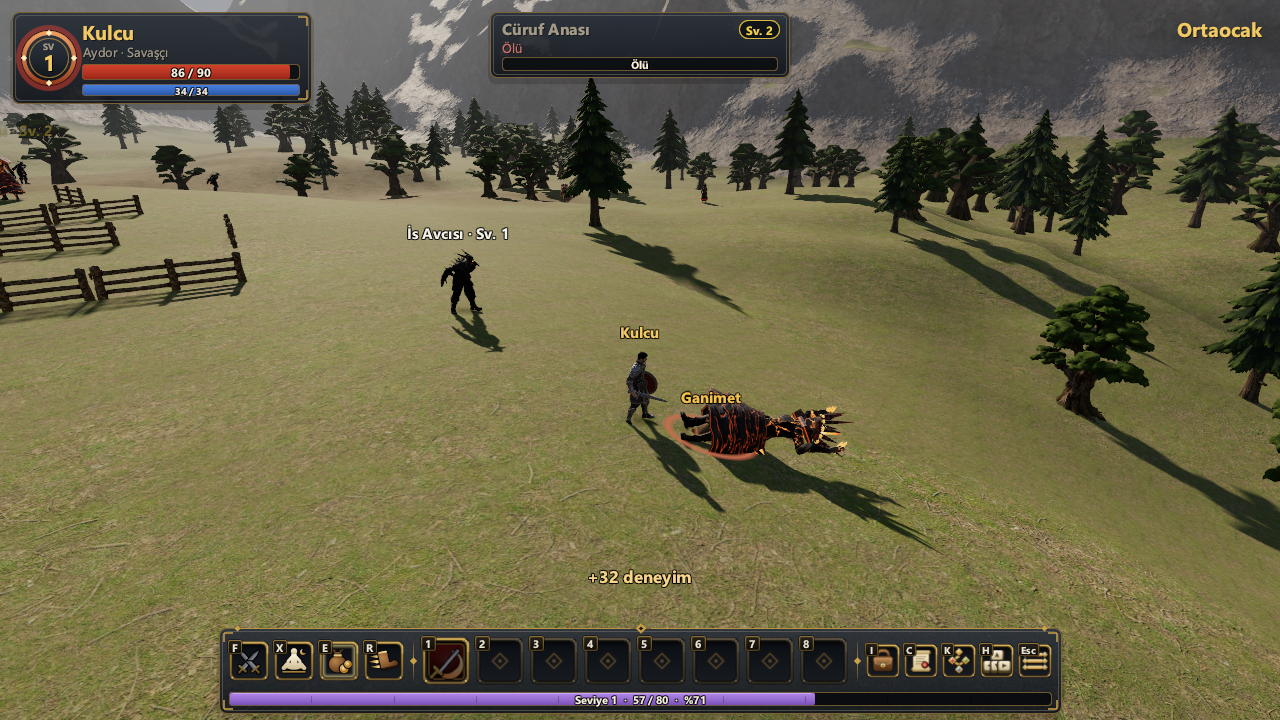 Kulcu
SV
1
Aydor · Savaşçı
86 / 90
34 / 34
Cüruf Anası
Sv. 2
Ölü
Ölü
Ortaocak
Sv. 2
İs Avcısı · Sv. 1
Kulcu
Ganimet
+32 deneyim
F
X
E
R
1
2
3
4
5
6
7
8
I
C
K
H
Esc
Seviye 1 · 57 / 80 · %71